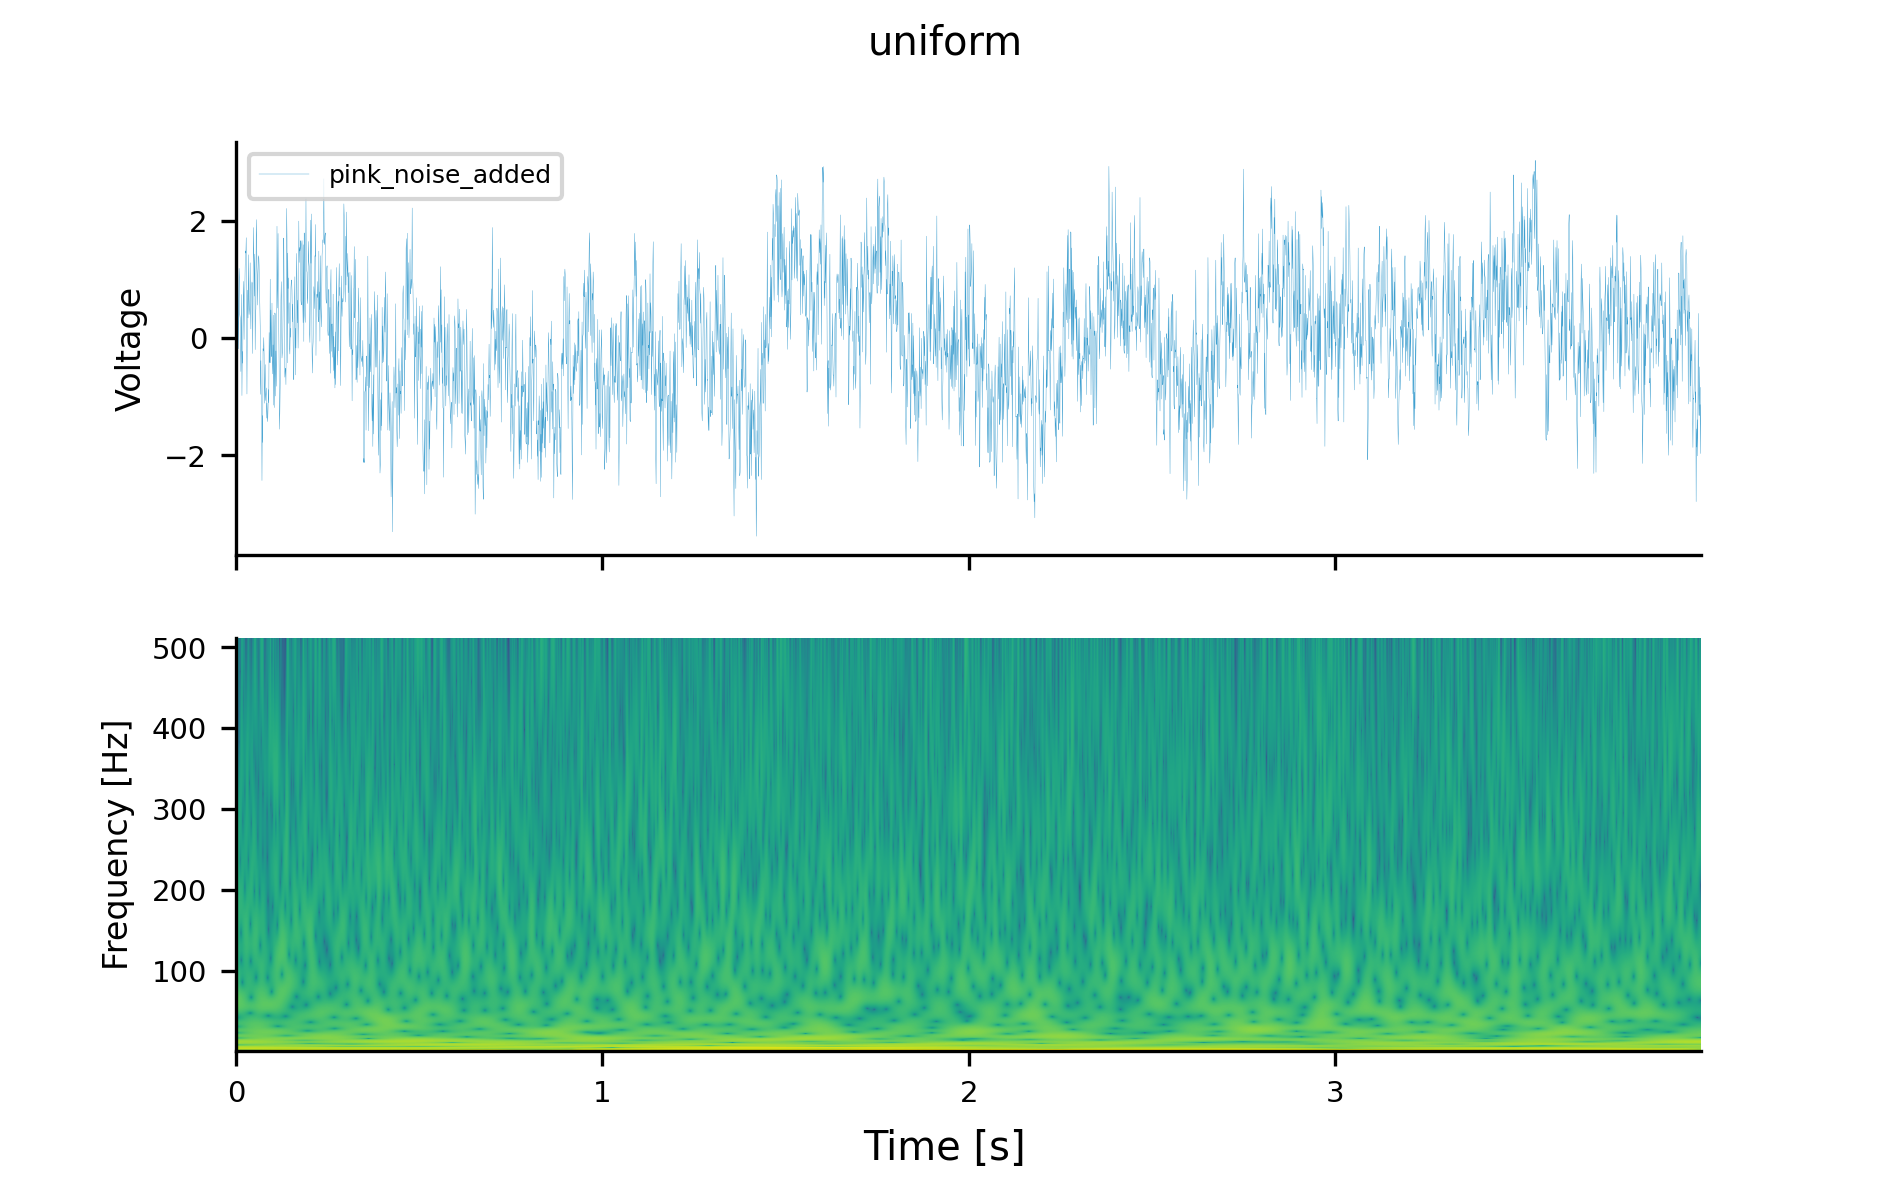 uniform
pink_noise_added
Voltage
2
0
−2
Frequency [Hz]
500
400
300
200
100
0 1 2 3
Time [s]